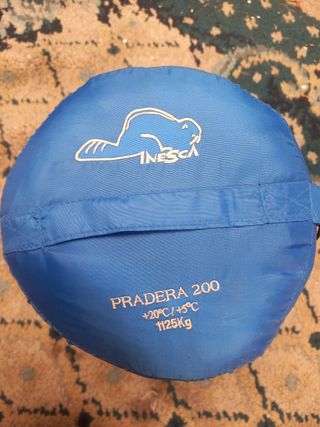 INESCA
PRADERA 200
+20ºC / +5ºC
1125Kg